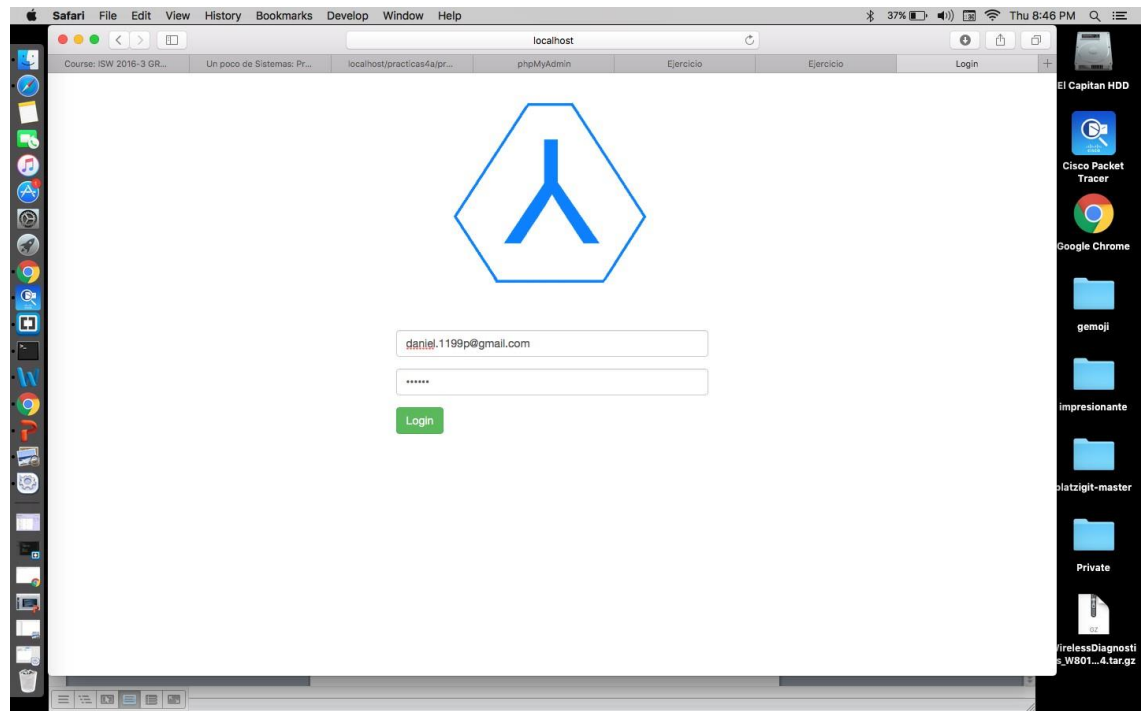 Safari File Edit View History Bookmarks Develop Window Help 37% Thu 8:46 PM
localhost
Course: ISW 2016-3 GR... Un poco de Sistemas: Pr... localhost/practicas4a/pr... phpMyAdmin Ejercicio Ejercicio Login
El Capitan HDD
Cisco Packet
Tracer
Google Chrome
gemoji
daniel.1199p@gmail.com
••••••
impresionante
Login
platzigit-master
Private
GZ
WirelessDiagnosti
s_W801...4.tar.gz